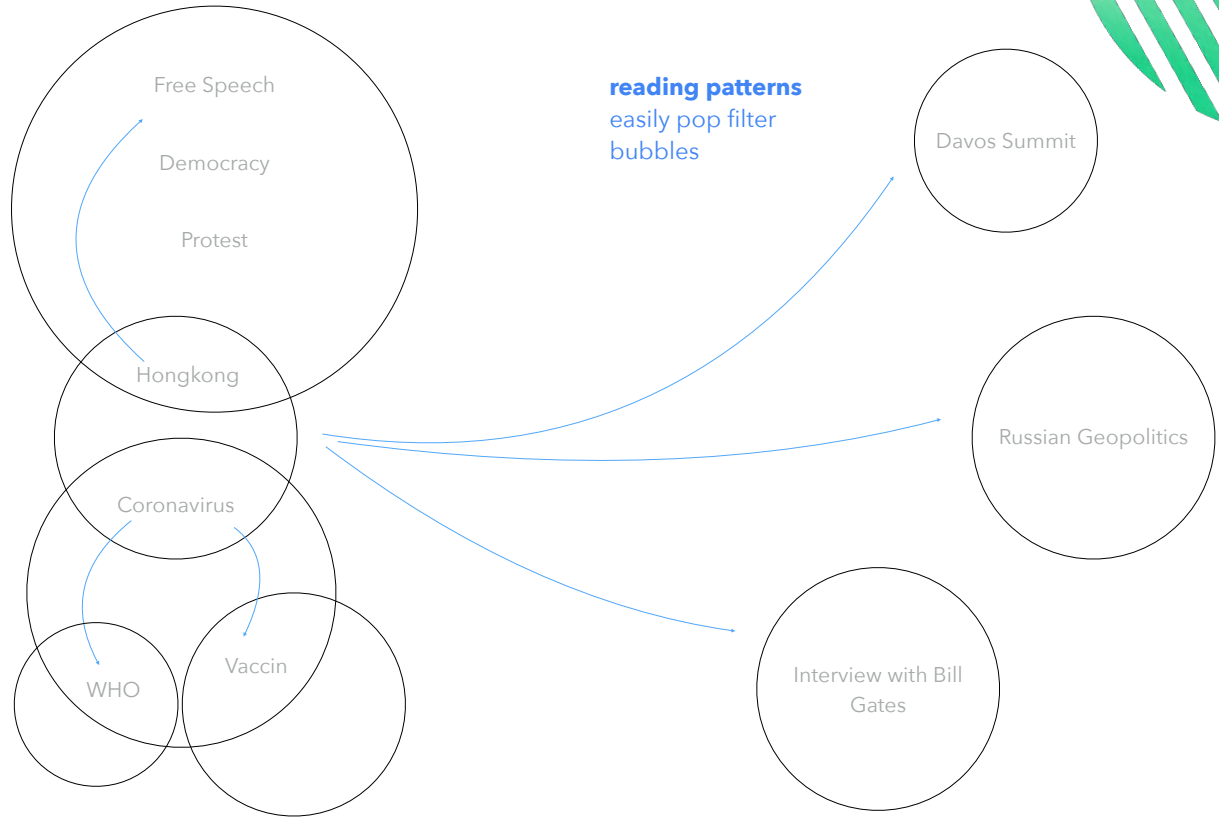 Free Speech
Democracy
Protest
Hongkong
Coronavirus
WHO
Vaccin
reading patterns
easily pop filter
bubbles
Davos Summit
Russian Geopolitics
Interview with Bill
Gates